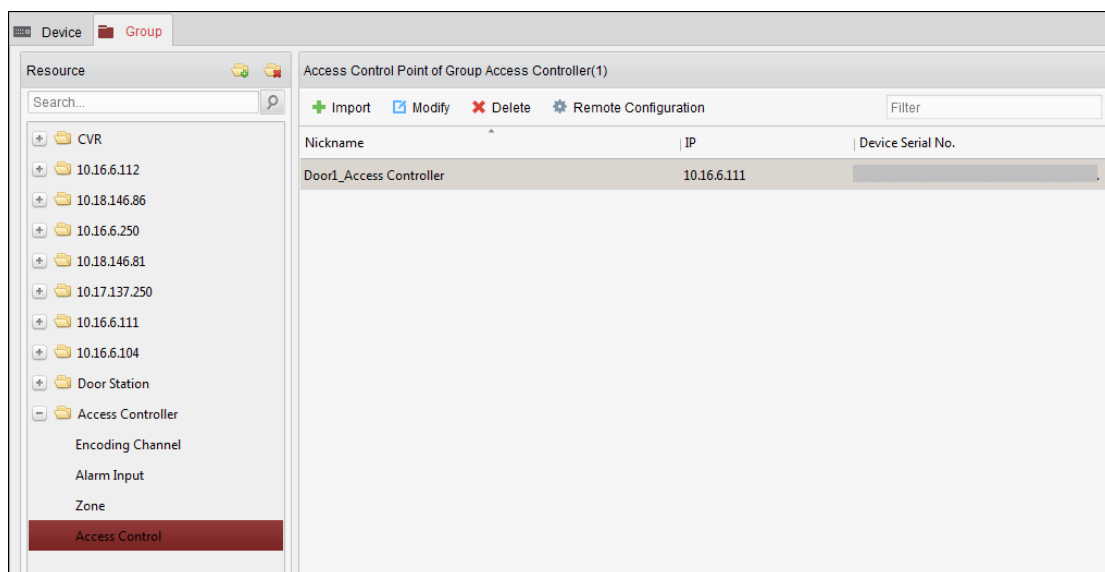 Device Group
Resource
Search...
CVR
10.16.6.112
10.18.146.86
10.16.6.250
10.18.146.81
10.17.137.250
10.16.6.111
10.16.6.104
Door Station
Access Controller
Encoding Channel
Alarm Input
Zone
Access Control
Access Control Point of Group Access Controller(1)
Import Modify Delete Remote Configuration Filter
Nickname IP Device Serial No.
Door1_Access Controller 10.16.6.111